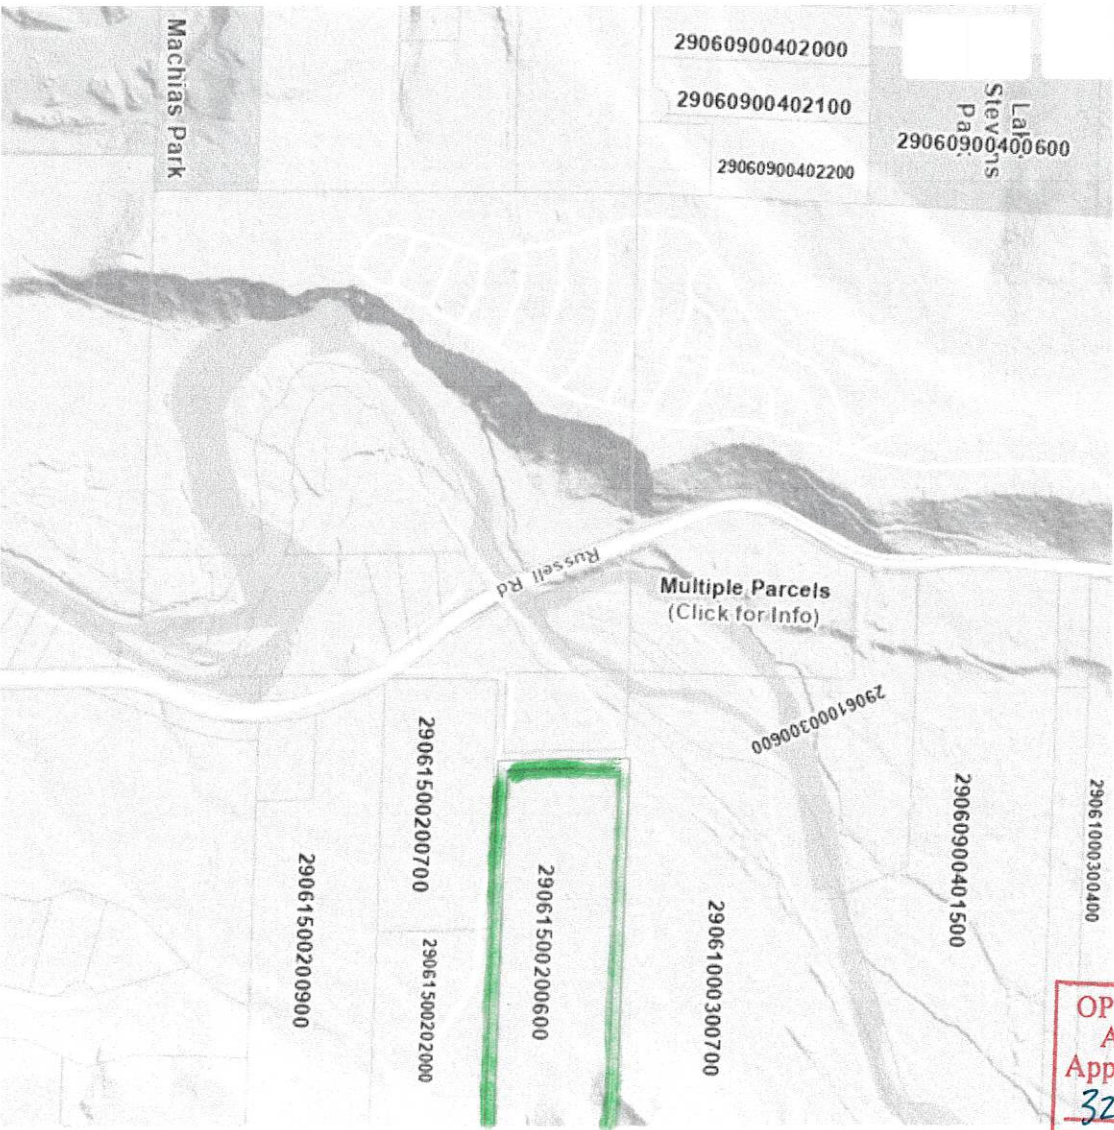 Machias Park
29060900402000
29060900402100
29060900402200
Lake
Stevens
Park
29060900400600
Russell Rd
Multiple Parcels
(Click for Info)
29061000300600
29061500200700
29061500200900
29061500202000
29061500200600
29061000300700
29060900401500
29061000300400
OP
A
App
32